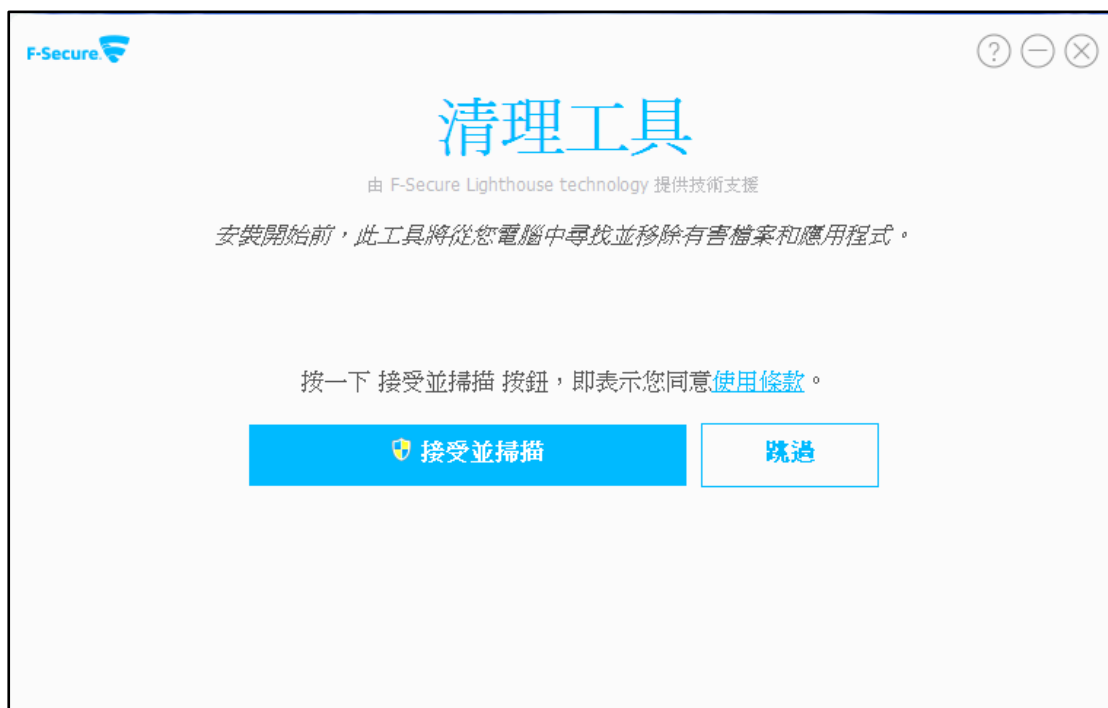 F-Secure.
清理工具
由 F-Secure Lighthouse technology 提供技術支援
安裝開始前，此工具將從您電腦中尋找並移除有害檔案和應用程式。
按一下 接受並掃描 按鈕，即表示您同意使用條款。
接受並掃描 跳過